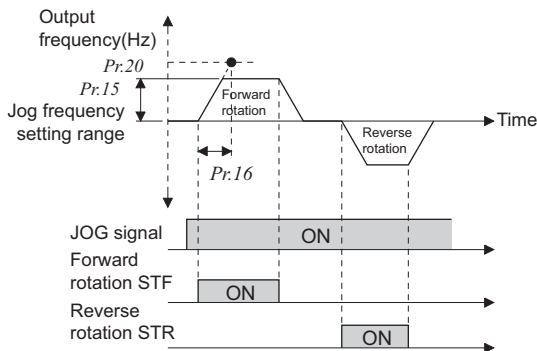 Output
frequency(Hz)
Pr.20
Pr.15
Jog frequency
setting range
Forward
rotation
Time
Reverse
rotation
Pr.16
JOG signal
ON
Forward
rotation STF
ON
Reverse
rotation STR
ON